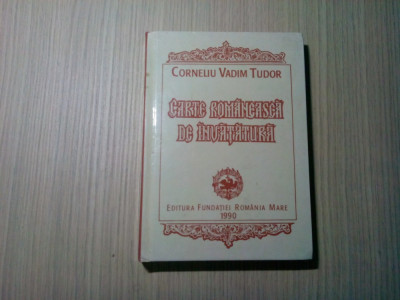 CORNELIU VADIM TUDOR
CARTE ROMÂNEASCĂ
DE ÎNVĂȚĂTURĂ
EDITURA FUNDAȚIEI ROMÂNIA MARE
1990